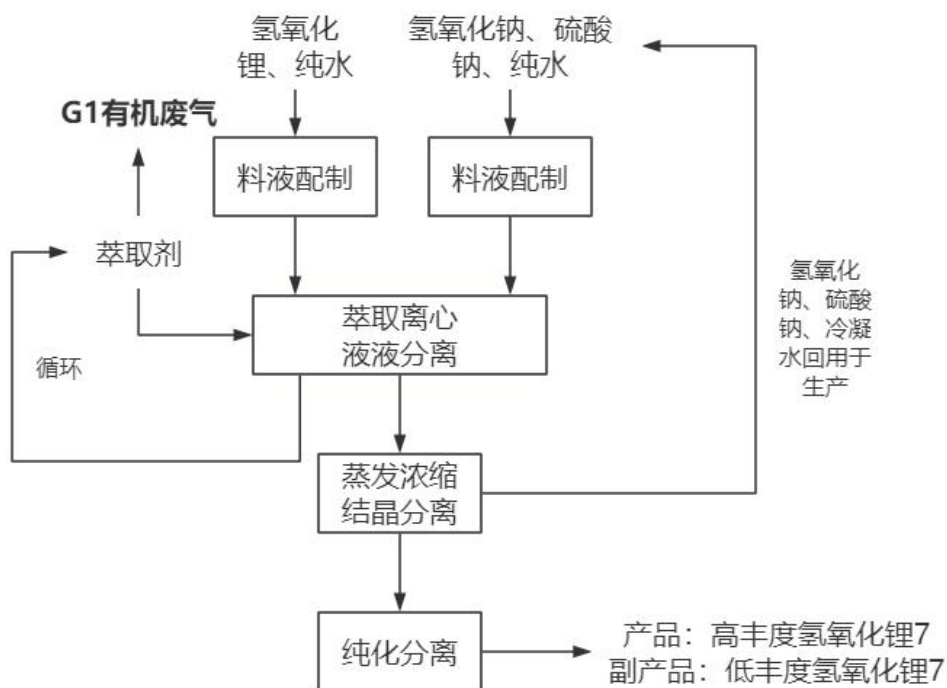 氢氧化
锂、纯水
氢氧化钠、硫酸
钠、纯水
G1有机废气
料液配制
料液配制
萃取剂
萃取离心
液液分离
循环
氢氧化
钠、硫酸
钠、冷凝
水回用于
生产
蒸发浓缩
结晶分离
纯化分离
产品：高丰度氢氧化锂7
副产品：低丰度氢氧化锂7